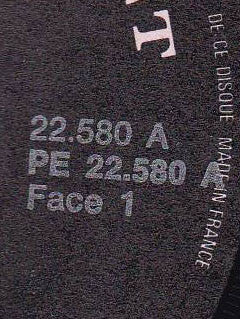 T
22.580 A
PE 22.580 A
Face 1
DE CE DISQUE MADE IN FRANCE